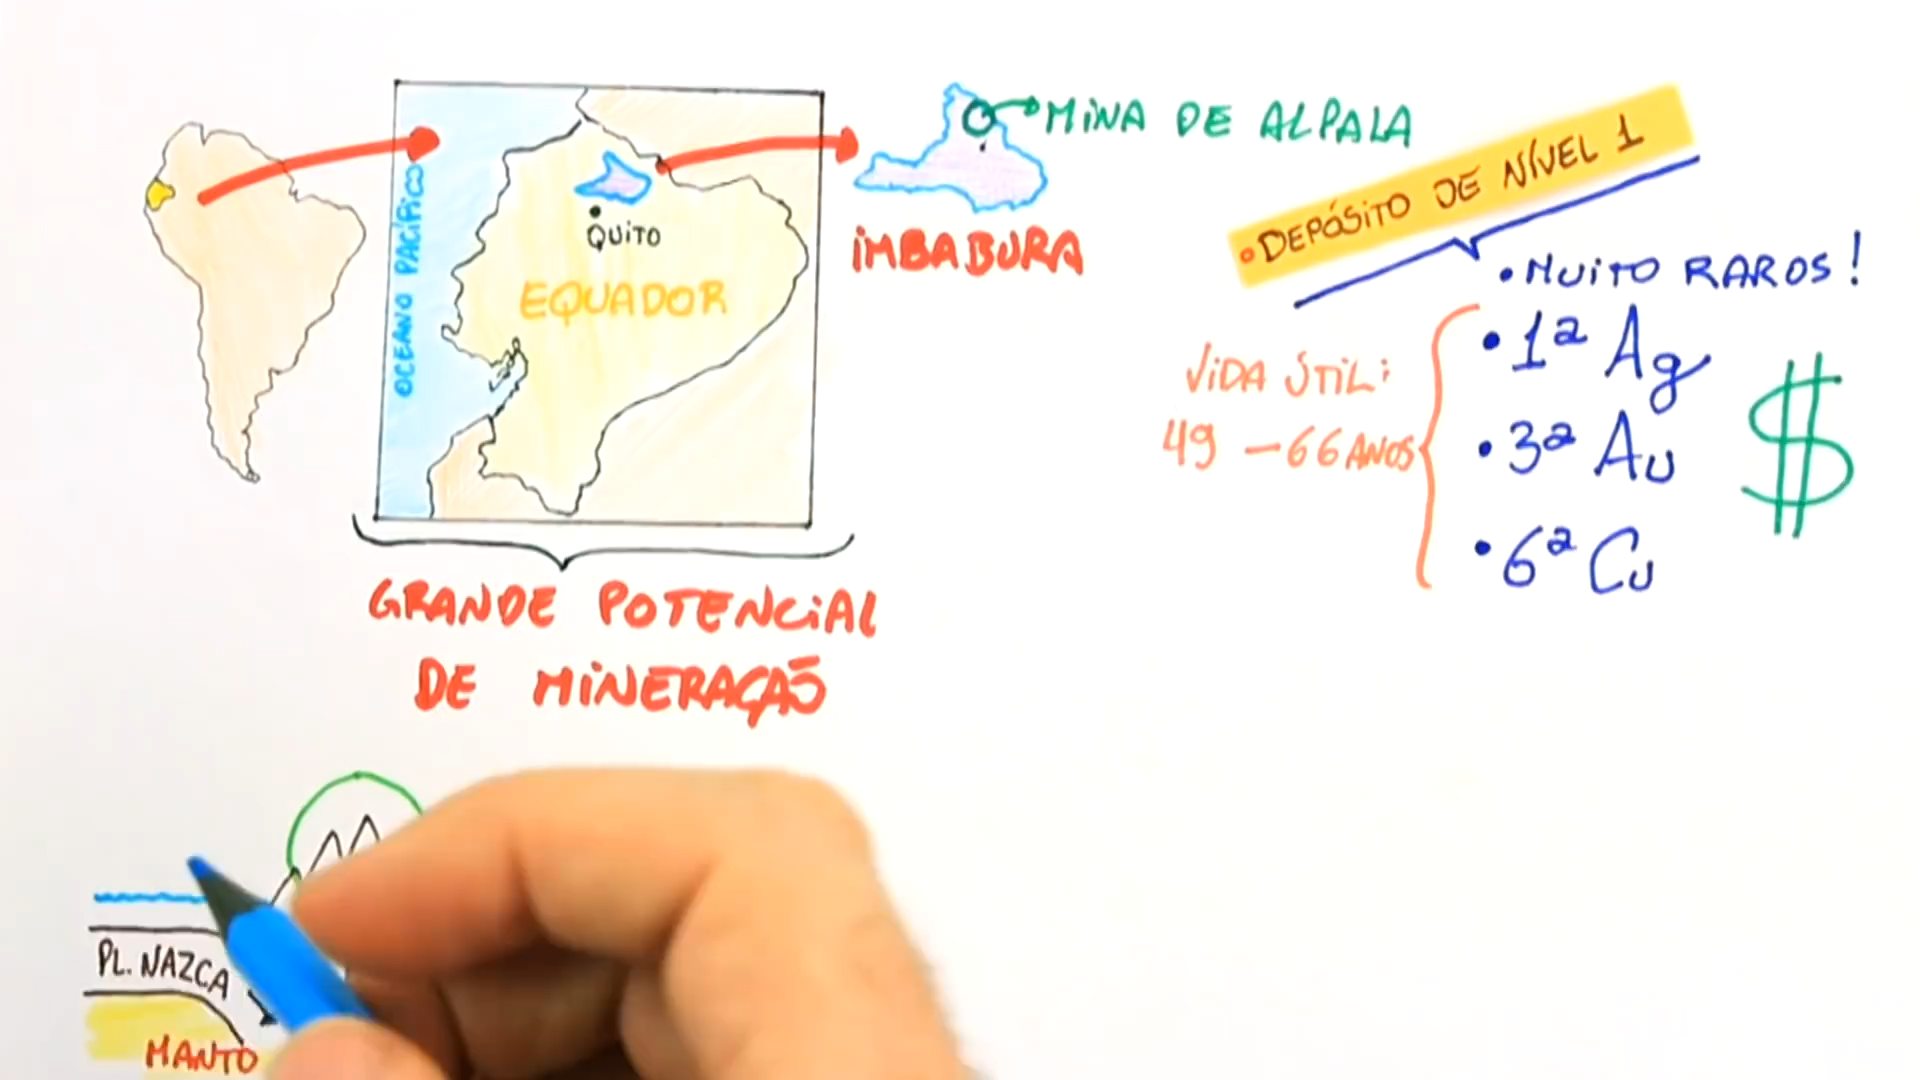 OCEANO PACÍFICO
QUITO
EQUADOR
GRANDE POTENCIAL
DE MINERAÇÃO
MINA DE ALPALA
IMBABURA
• DEPÓSITO DE NÍVEL 1
• MUITO RAROS!
VIDA ÚTIL:
49 – 66 ANOS
• 1ª Ag
• 3ª Au
• 6ª Cu
$
PL. NAZCA
MANTO